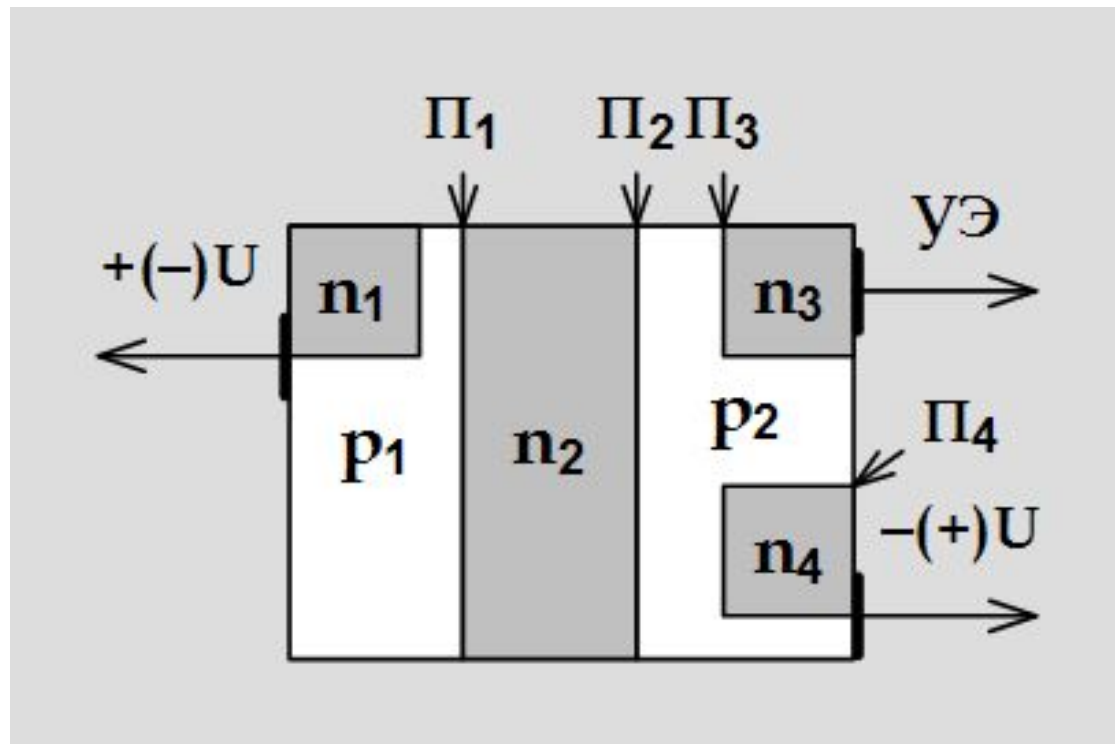 П₁ П₂ П₃
УЭ
+(−)U
n₁ n₃
p₁ n₂ p₂
П₄
−(+)U
n₄